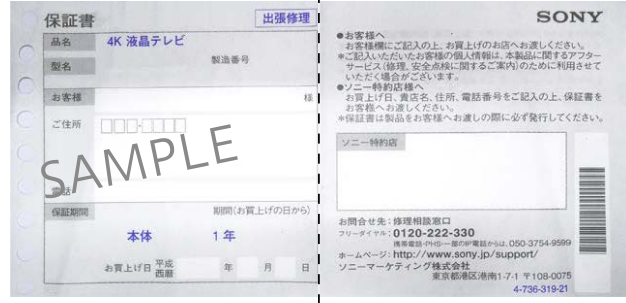 保証書
出張修理
品名 4K 液晶テレビ
型名 製造番号
お客様 様
ご住所
電話
保証期間 期間(お買上げの日から)
本体 1年
お買上げ日 平成 西暦 年 月 日
SAMPLE
SONY
●お客様へ
お客様欄にご記入の上、お買上げのお店へお渡しください。
*ご記入いただいたお客様の個人情報は、本製品に関するアフター
サービス(修理、安全点検に関するご案内)のために利用させて
いただく場合がございます。
●ソニー特約店様へ
お買上げ日、貴店名、住所、電話番号をご記入の上、保証書を
お客様へお渡しください。
*保証書は製品をお客様へお渡しの際に必ず発行してください。
ソニー特約店
お問合せ先:修理相談窓口
フリーダイヤル:0120-222-330
携帯電話・PHS・一部のIP電話からは、050-3754-9599
ホームページ:http://www.sony.jp/support/
ソニーマーケティング株式会社
東京都港区港南1-7-1 〒108-0075
4-736-319-21